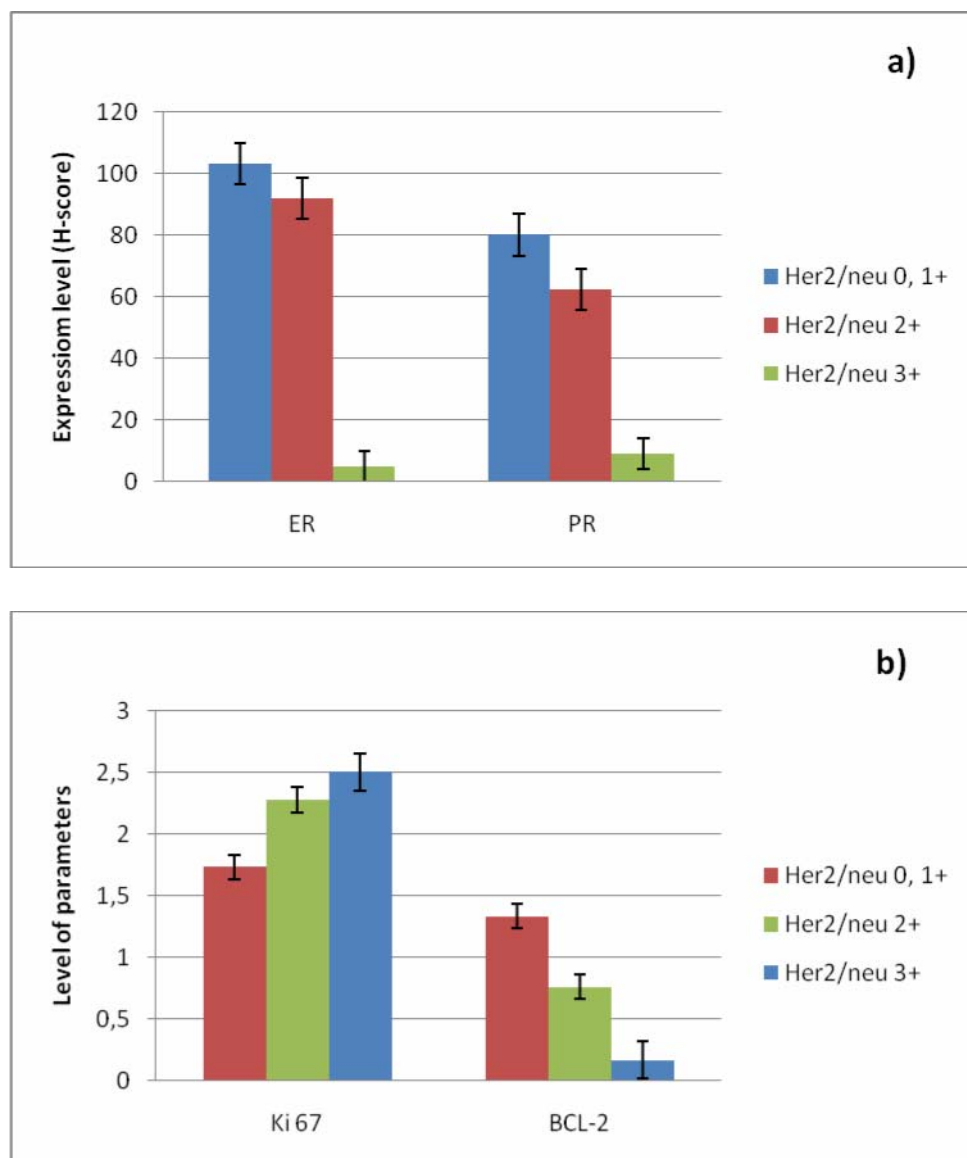 a)
Expressiom level (H-score)
120
100
80
60
40
20
0
ER PR
Her2/neu 0, 1+
Her2/neu 2+
Her2/neu 3+
b)
Level of parameters
3
2,5
2
1,5
1
0,5
0
Ki 67 BCL-2
Her2/neu 0, 1+
Her2/neu 2+
Her2/neu 3+